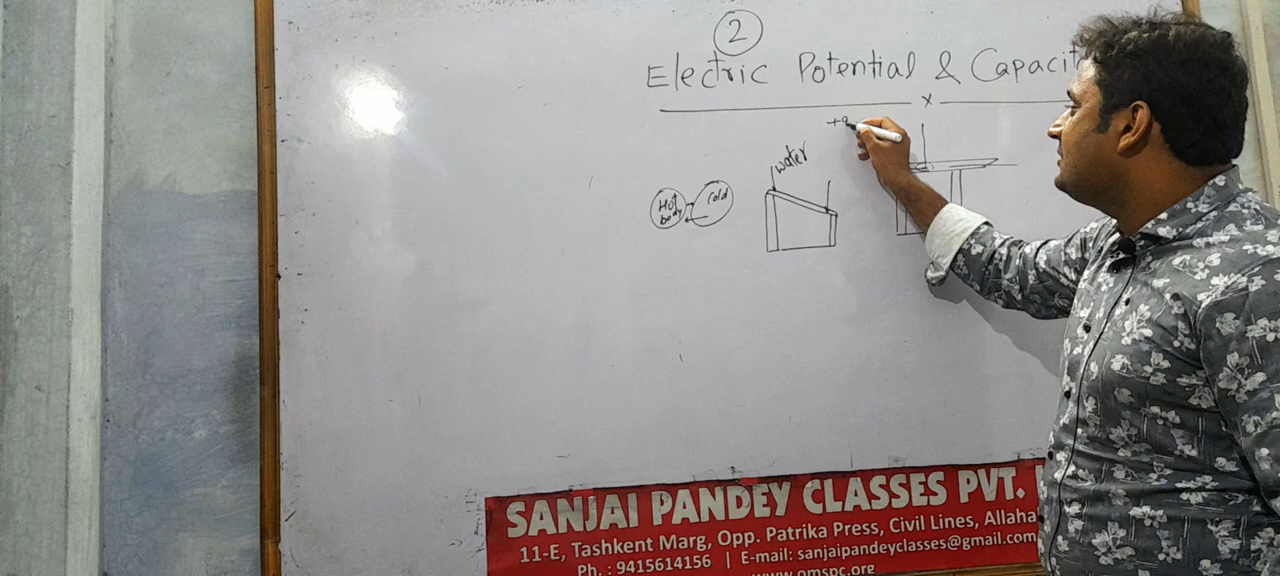 2
Electric Potential & Capacit
x
+q
water
Hot body
Cold
SANJAI PANDEY CLASSES PVT.
11-E, Tashkent Marg, Opp. Patrika Press, Civil Lines, Allaha
Ph. : 9415614156 | E-mail: sanjaipandeyclasses@gmail.com
www.omspc.org